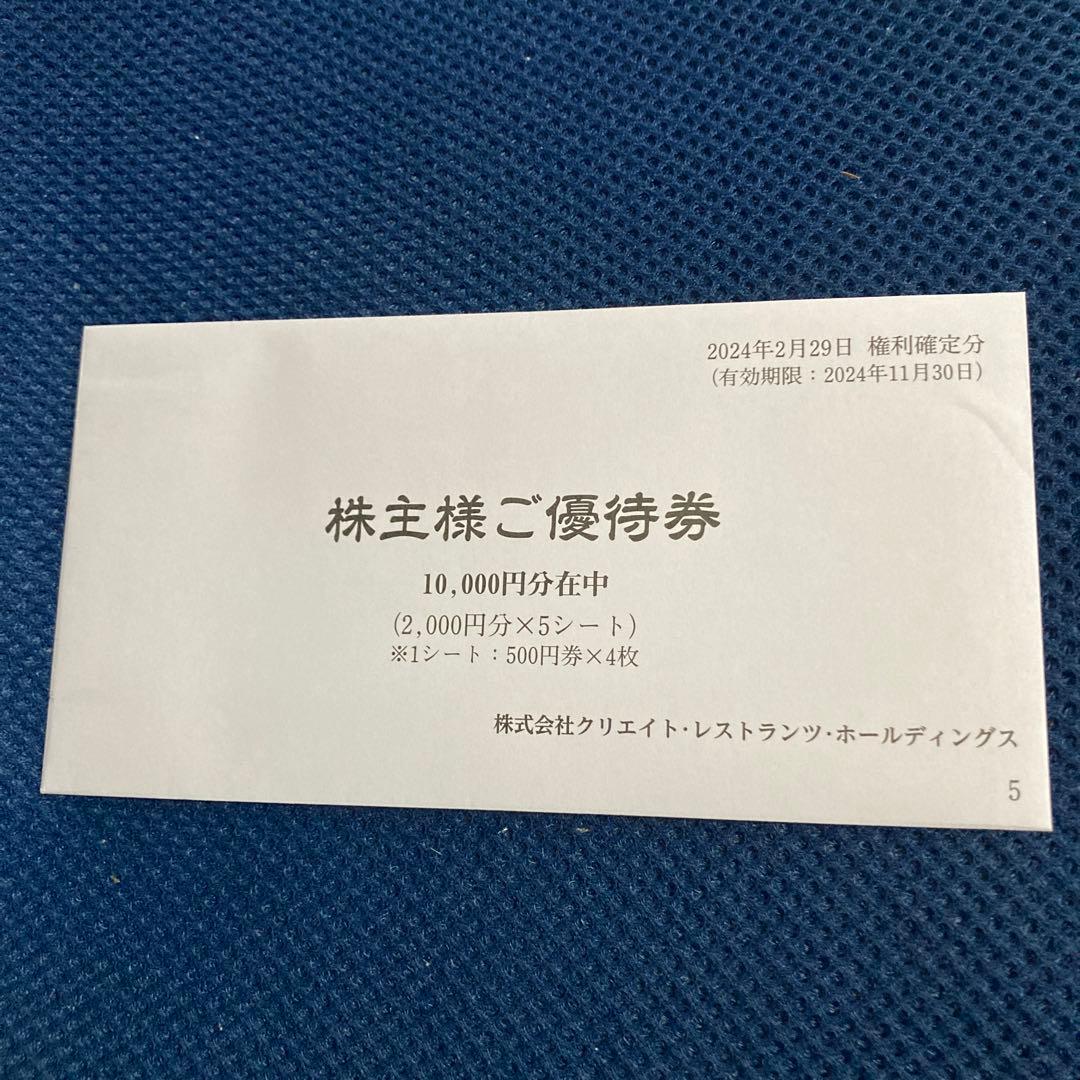 2024年2月29日 権利確定分
(有効期限：2024年11月30日)
株主様ご優待券
10,000円分在中
(2,000円分×5シート)
※1シート：500円券×4枚
株式会社クリエイト・レストランツ・ホールディングス
5